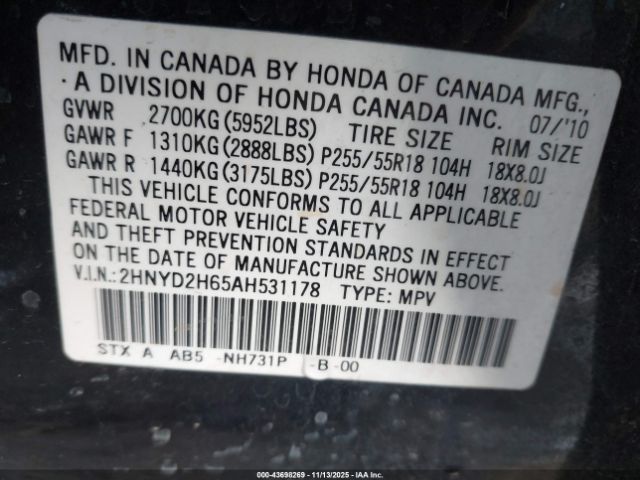 MFD. IN CANADA BY HONDA OF CANADA MFG.,
A DIVISION OF HONDA CANADA INC. 07/'10
GVWR 2700KG(5952LBS) TIRE SIZE RIM SIZE
GAWR F 1310KG(2888LBS) P255/55R18 104H 18X8.0J
GAWR R 1440KG(3175LBS) P255/55R18 104H 18X8.0J
THIS VEHICLE CONFORMS TO ALL APPLICABLE
FEDERAL MOTOR VEHICLE SAFETY
AND THEFT PREVENTION STANDARDS IN EFFECT
ON THE DATE OF MANUFACTURE SHOWN ABOVE.
V.I.N.:2HNYD2H65AH531178 TYPE: MPV
STX A AB5 -NH731P -B-00
000-43698269 - 11/13/2025 - IAA Inc.